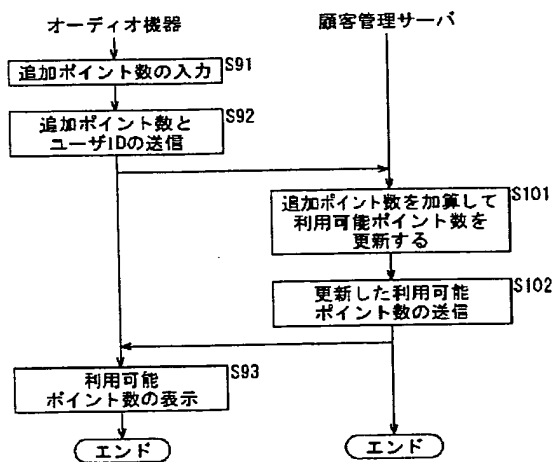 オーディオ機器
顧客管理サーバ
追加ポイント数の入力
S91
追加ポイント数と
ユーザIDの送信
S92
追加ポイント数を加算して
利用可能ポイント数を
更新する
S101
更新した利用可能
ポイント数の送信
S102
利用可能
ポイント数の表示
S93
エンド
エンド